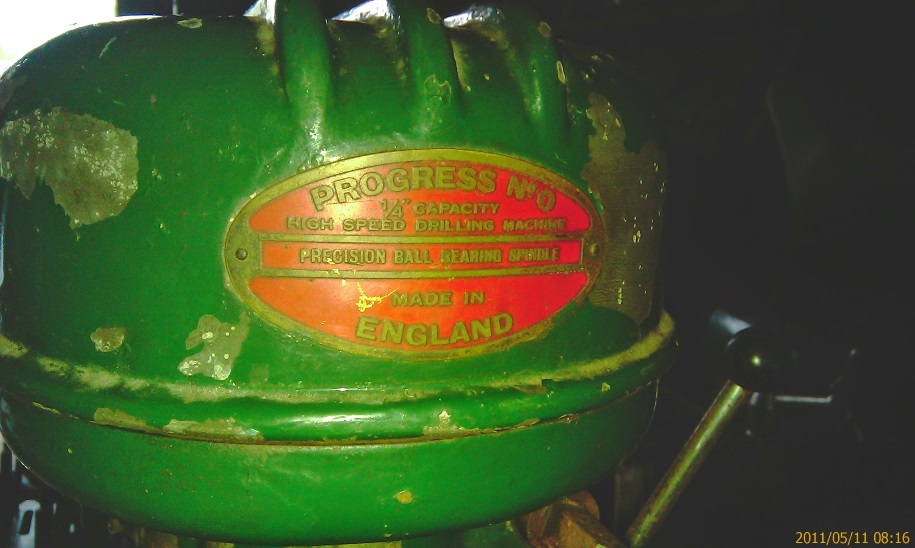 PROGRESS No 0
1/4" CAPACITY
HIGH SPEED DRILLING MACHINE
PRECISION BALL BEARING SPINDLE
MADE IN
ENGLAND
2011/05/11 08:16